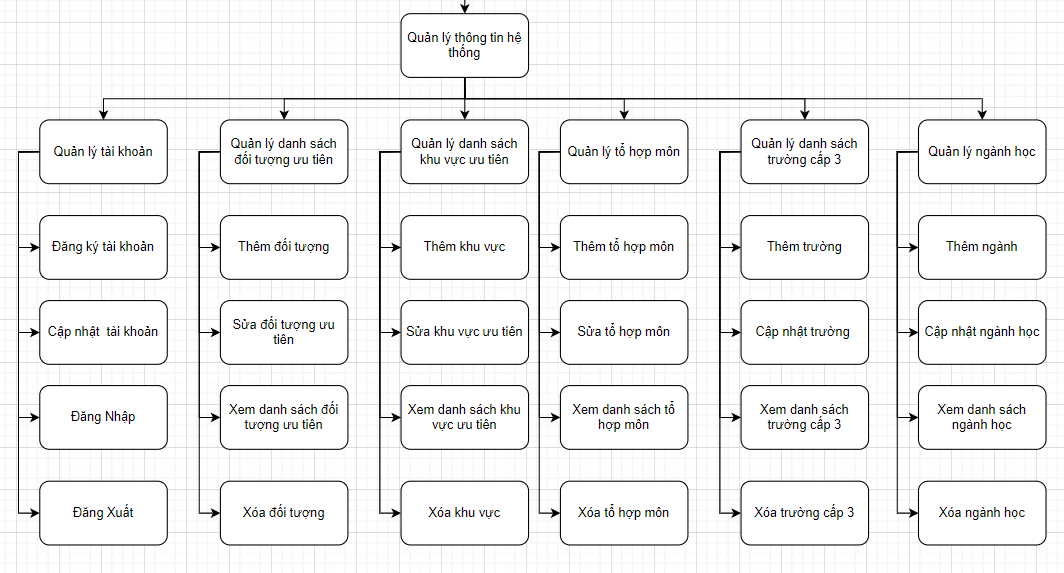 Quản lý thông tin hệ
thống
Quản lý tài khoản
Quản lý danh sách
đối tượng ưu tiên
Quản lý danh sách
khu vực ưu tiên
Quản lý tổ hợp môn
Quản lý danh sách
trường cấp 3
Quản lý ngành học
Đăng ký tài khoản
Thêm đối tượng
Thêm khu vực
Thêm tổ hợp môn
Thêm trường
Thêm ngành
Cập nhật  tài khoản
Sửa đối tượng ưu
tiên
Sửa khu vực ưu tiên
Sửa tổ hợp môn
Cập nhật trường
Cập nhật ngành học
Đăng Nhập
Xem danh sách đối
tượng ưu tiên
Xem danh sách khu
vực ưu tiên
Xem danh sách tổ
hợp môn
Xem danh sách
trường cấp 3
Xem danh sách
ngành học
Đăng Xuất
Xóa đối tượng
Xóa khu vực
Xóa tổ hợp môn
Xóa trường cấp 3
Xóa ngành học